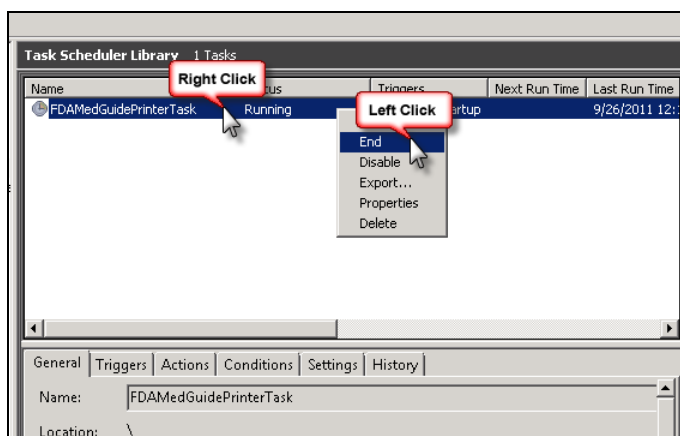 Task Scheduler Library 1 Tasks
Right Click
Name Triggers Next Run Time Last Run Time
FDAMedGuidePrinterTask Running 9/26/2011 12:
Left Click
End
Disable
Export...
Properties
Delete
General Triggers Actions Conditions Settings History
Name: FDAMedGuidePrinterTask
Location: \